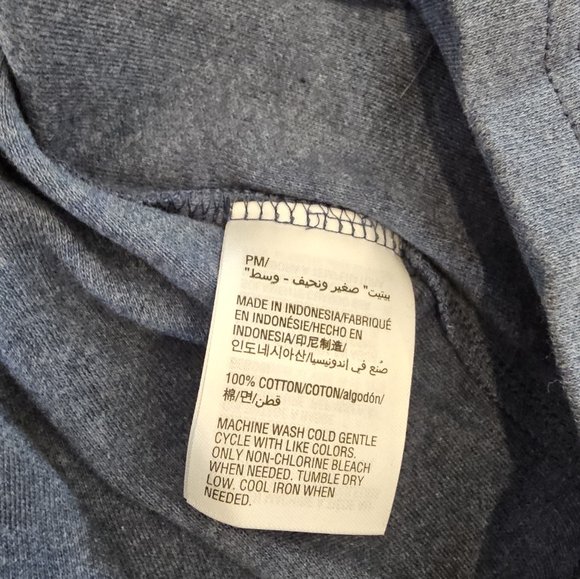 PM/
بيتيت" صغير ونحيف - وسط"
MADE IN INDONESIA/FABRIQUÉ
EN INDONÉSIE/HECHO EN
INDONESIA/印尼制造/
인도네시아산/صُنع في إندونيسيا
100% COTTON/COTON/algodón/
棉/면/قطن
MACHINE WASH COLD GENTLE
CYCLE WITH LIKE COLORS.
ONLY NON-CHLORINE BLEACH
WHEN NEEDED. TUMBLE DRY
LOW. COOL IRON WHEN
NEEDED.